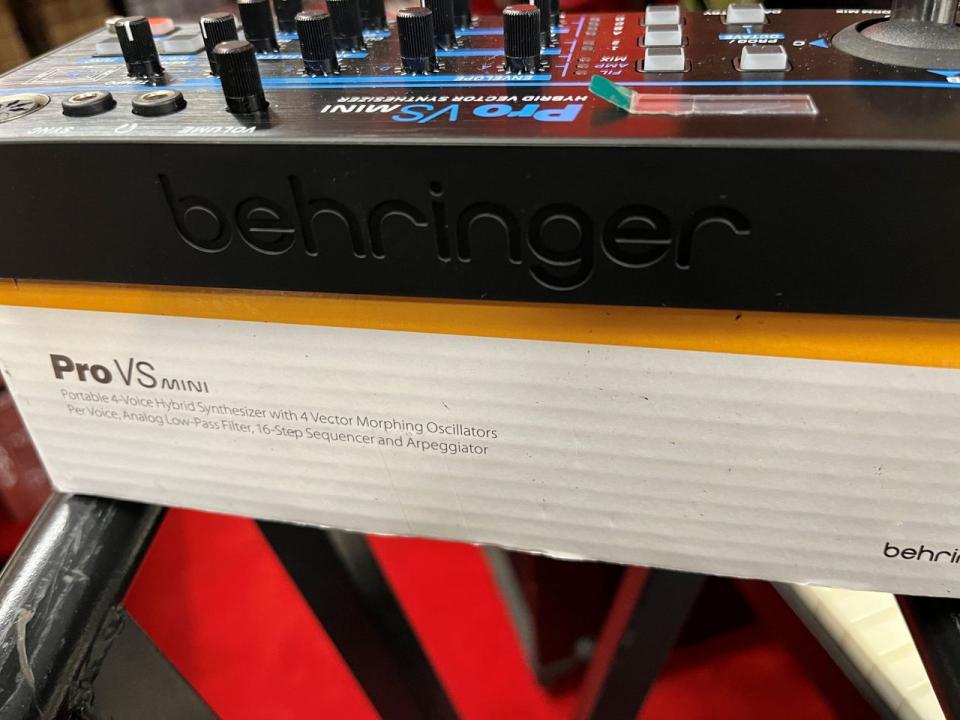 ENVELOPE
FIL
AMP
MIX
PROG/
OCTAVE
Pro VS MINI
HYBRID VECTOR SYNTHESIZER
VOLUME
SYNC
behringer
Pro VS MINI
Portable 4-Voice Hybrid Synthesizer with 4 Vector Morphing Oscillators
Per Voice, Analog Low-Pass Filter, 16-Step Sequencer and Arpeggiator
behrin